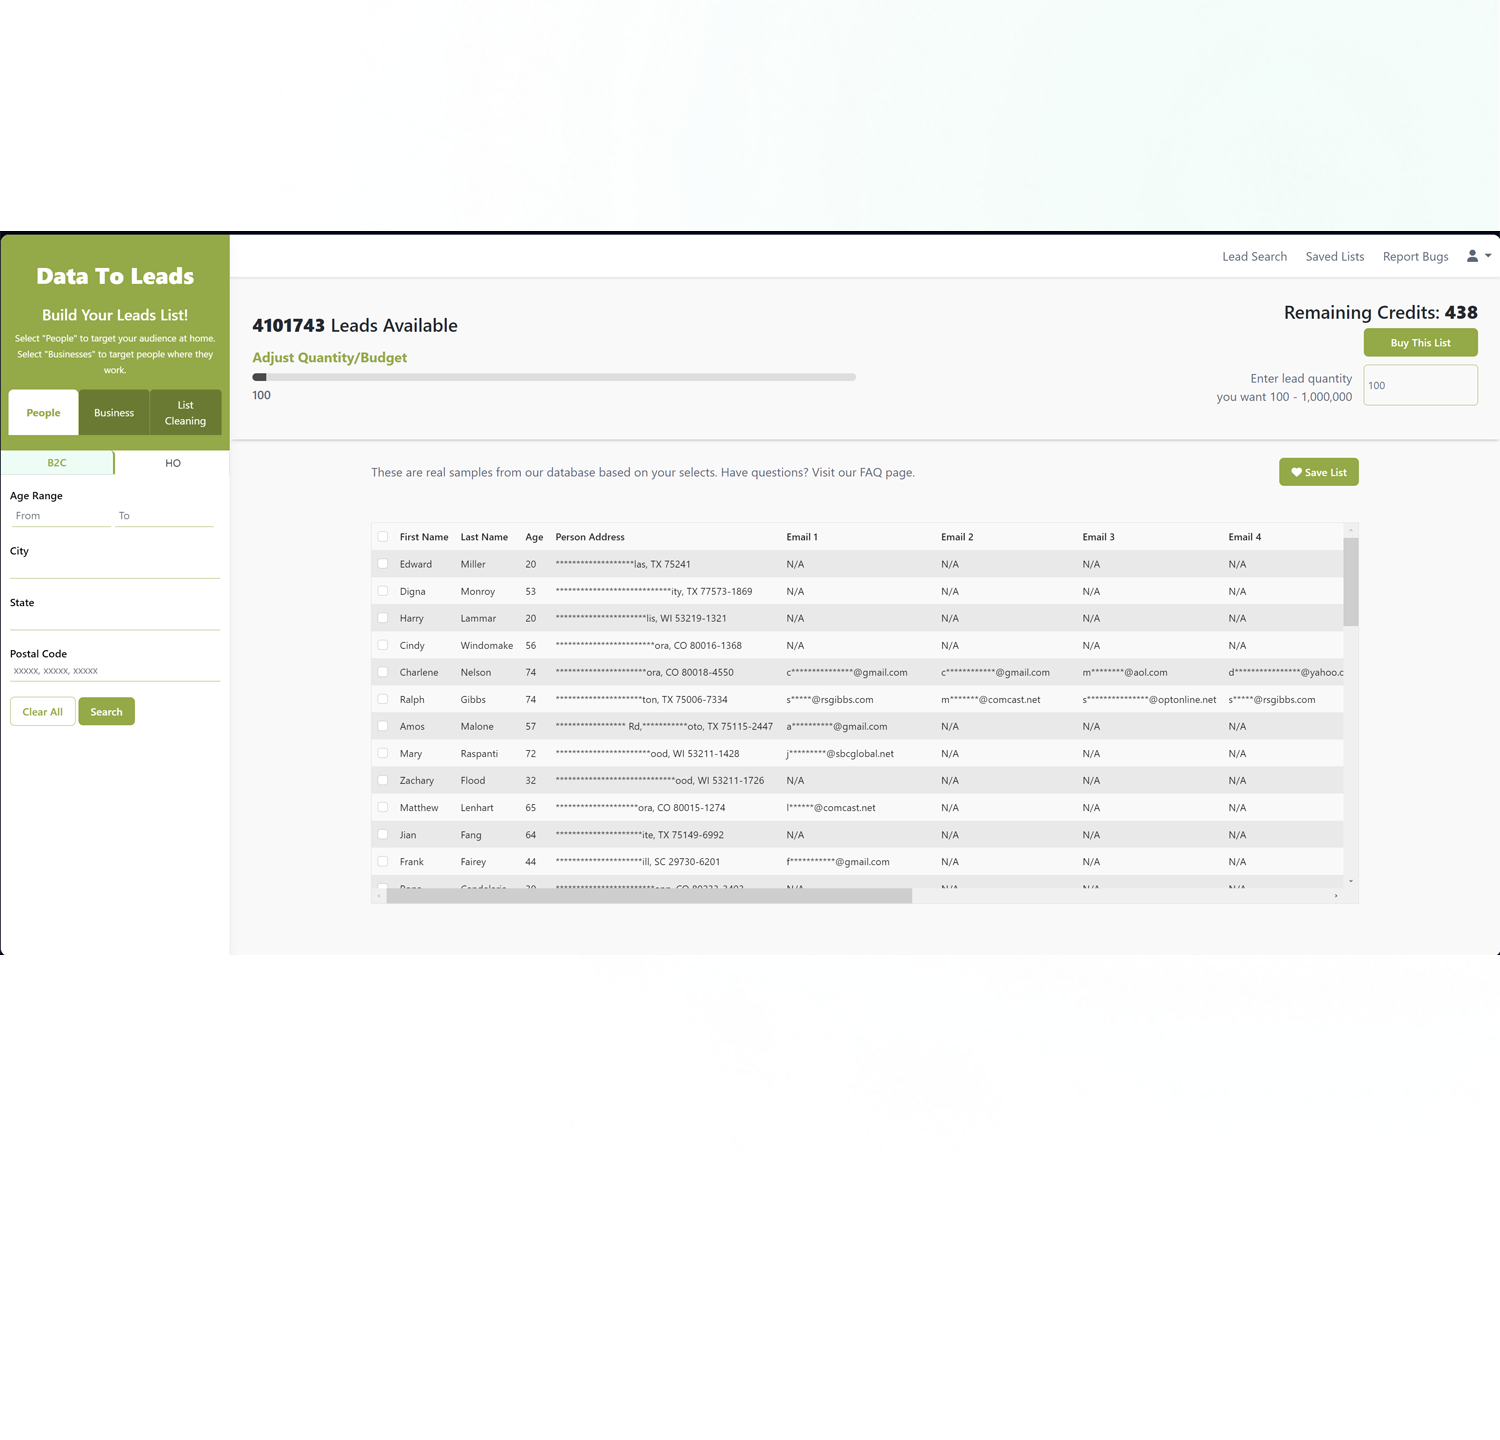 Data To Leads
Build Your Leads List!
Select "People" to target your audience at home.
Select "Businesses" to target people where they
work.
People
Business
List
Cleaning
B2C
HO
Age Range
From
To
City
State
Postal Code
xxxxx, xxxxx, xxxxx
Clear All
Search
Lead Search
Saved Lists
Report Bugs
4101743 Leads Available
Adjust Quantity/Budget
100
Remaining Credits: 438
Buy This List
Enter lead quantity
you want 100 - 1,000,000
100
These are real samples from our database based on your selects. Have questions? Visit our FAQ page.
Save List
First Name Last Name Age Person Address Email 1 Email 2 Email 3 Email 4
Edward Miller 20 *******************las, TX 75241 N/A N/A N/A N/A
Digna Monroy 53 ****************************ity, TX 77573-1869 N/A N/A N/A N/A
Harry Lammar 20 **********************lis, WI 53219-1321 N/A N/A N/A N/A
Cindy Windomake 56 ************************ora, CO 80016-1368 N/A N/A N/A N/A
Charlene Nelson 74 **********************ora, CO 80018-4550 c***************@gmail.com c************@gmail.com m********@aol.com d****************@yahoo.c
Ralph Gibbs 74 *********************ton, TX 75006-7334 s*****@rsgibbs.com m*******@comcast.net s***************@optonline.net s*****@rsgibbs.com
Amos Malone 57 ***************** Rd,***********oto, TX 75115-2447 a**********@gmail.com N/A N/A N/A
Mary Raspanti 72 ***********************ood, WI 53211-1428 j*********@sbcglobal.net N/A N/A N/A
Zachary Flood 32 *****************************ood, WI 53211-1726 N/A N/A N/A N/A
Matthew Lenhart 65 ********************ora, CO 80015-1274 l******@comcast.net N/A N/A N/A
Jian Fang 64 *********************ite, TX 75149-6992 N/A N/A N/A N/A
Frank Fairey 44 *********************ill, SC 29730-6201 f***********@gmail.com N/A N/A N/A